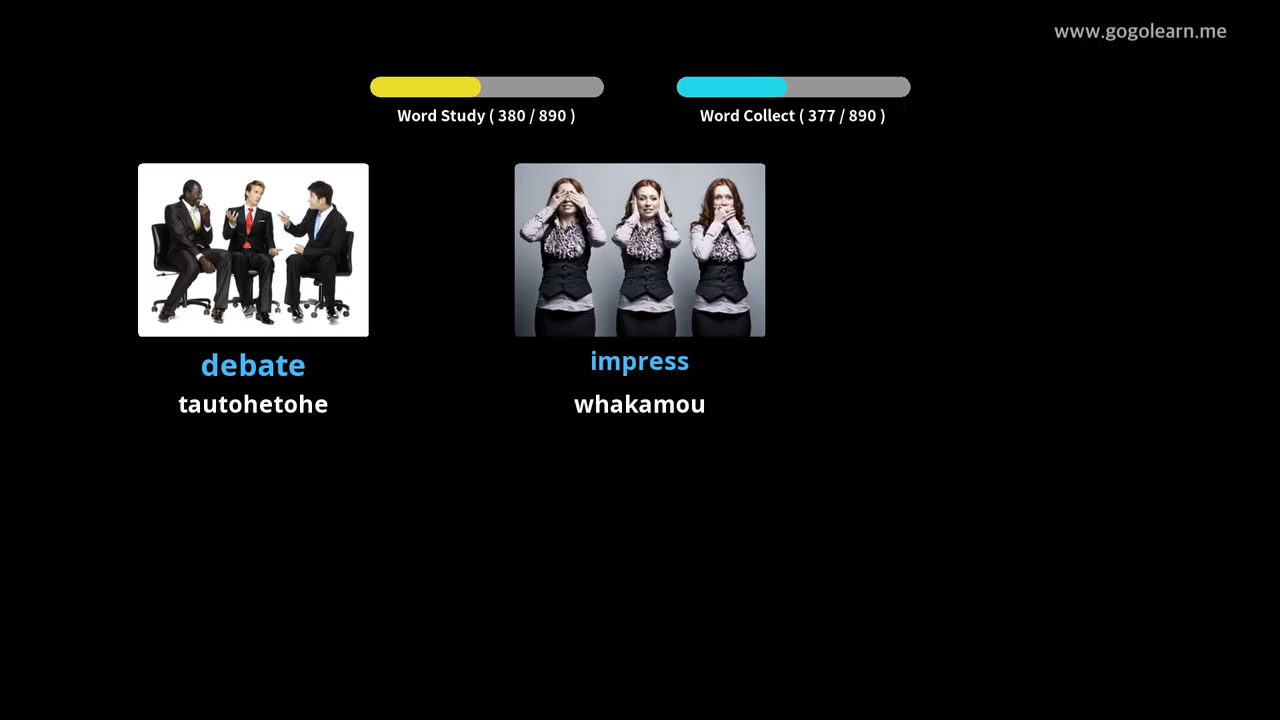 www.gogolearn.me
Word Study ( 380 / 890 )
Word Collect ( 377 / 890 )
debate
tautohetohe
impress
whakamou